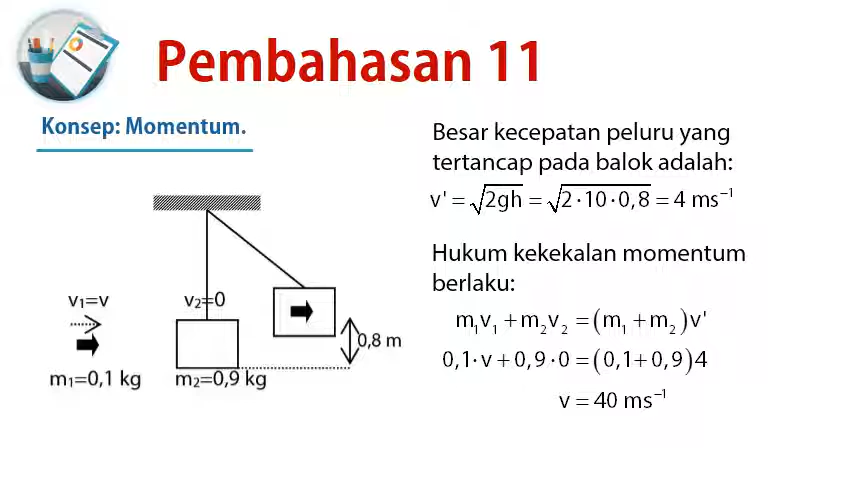 Pembahasan 11
Konsep: Momentum.
v₁=v
v₂=0
0,8 m
m₁=0,1 kg
m₂=0,9 kg
Besar kecepatan peluru yang
tertancap pada balok adalah:
v' = √2gh = √2·10·0,8 = 4 ms⁻¹
Hukum kekekalan momentum
berlaku:
m₁v₁ + m₂v₂ = (m₁ + m₂)v'
0,1·v + 0,9·0 = (0,1+0,9)4
v = 40 ms⁻¹